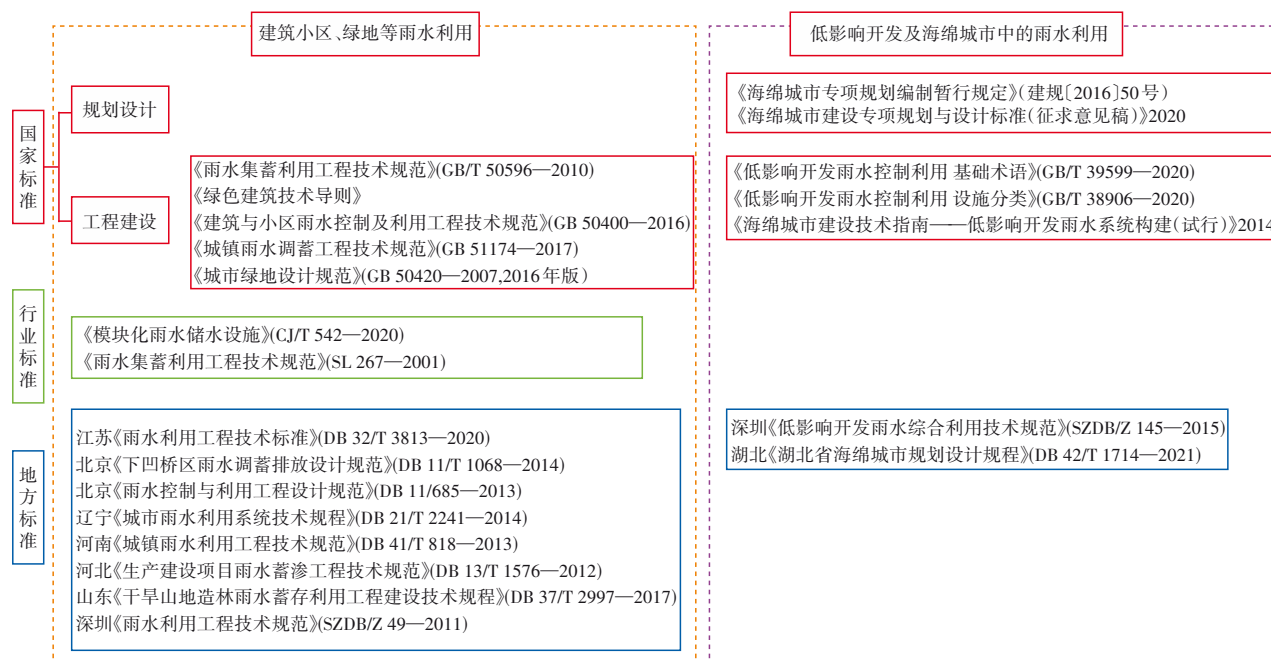 建筑小区、绿地等雨水利用
低影响开发及海绵城市中的雨水利用
国家标准
规划设计
《海绵城市专项规划编制暂行规定》(建规〔2016〕50号)
《海绵城市建设专项规划与设计标准(征求意见稿)》2020
工程建设
《雨水集蓄利用工程技术规范》(GB/T 50596—2010)
《绿色建筑技术导则》
《建筑与小区雨水控制及利用工程技术规范》(GB 50400—2016)
《城镇雨水调蓄工程技术规范》(GB 51174—2017)
《城市绿地设计规范》(GB 50420—2007,2016年版)
《低影响开发雨水控制利用 基础术语》(GB/T 39599—2020)
《低影响开发雨水控制利用 设施分类》(GB/T 38906—2020)
《海绵城市建设技术指南——低影响开发雨水系统构建(试行)》2014
行业标准
《模块化雨水储水设施》(CJ/T 542—2020)
《雨水集蓄利用工程技术规范》(SL 267—2001)
地方标准
江苏《雨水利用工程技术标准》(DB 32/T 3813—2020)
北京《下凹桥区雨水调蓄排放设计规范》(DB 11/T 1068—2014)
北京《雨水控制与利用工程设计规范》(DB 11/685—2013)
辽宁《城市雨水利用系统技术规程》(DB 21/T 2241—2014)
河南《城镇雨水利用工程技术规范》(DB 41/T 818—2013)
河北《生产建设项目雨水蓄渗工程技术规范》(DB 13/T 1576—2012)
山东《干旱山地造林雨水蓄存利用工程建设技术规程》(DB 37/T 2997—2017)
深圳《雨水利用工程技术规范》(SZDB/Z 49—2011)
深圳《低影响开发雨水综合利用技术规范》(SZDB/Z 145—2015)
湖北《湖北省海绵城市规划设计规程》(DB 42/T 1714—2021)